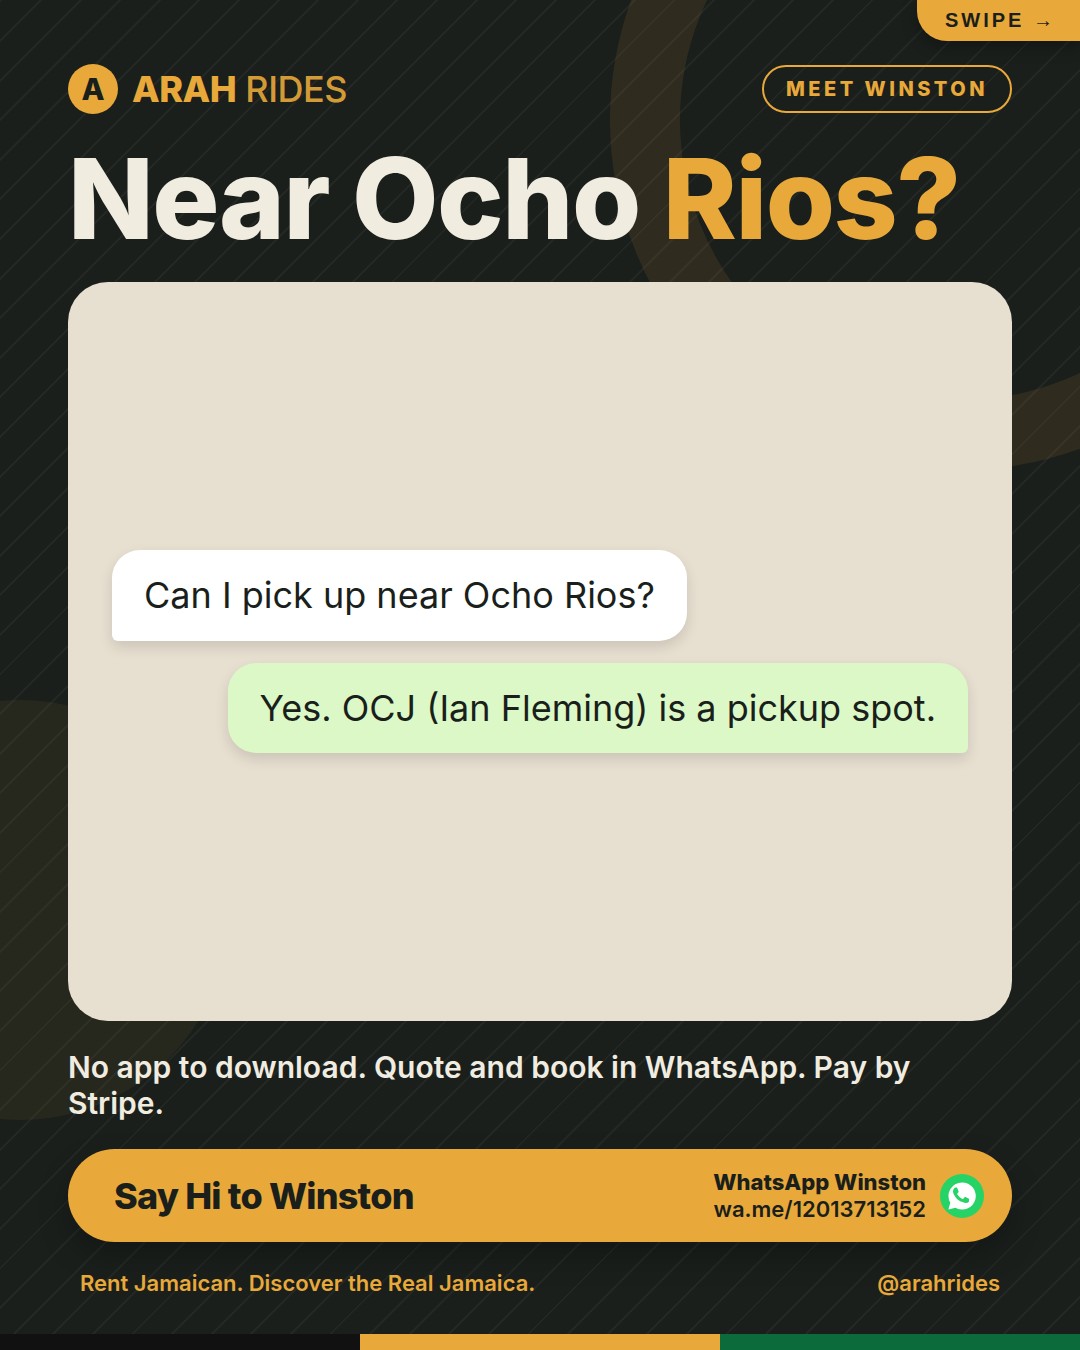 SWIPE →
A ARAH RIDES
MEET WINSTON
Near Ocho Rios?
Can I pick up near Ocho Rios?
Yes. OCJ (Ian Fleming) is a pickup spot.
No app to download. Quote and book in WhatsApp. Pay by
Stripe.
Say Hi to Winston
WhatsApp Winston
wa.me/12013713152
Rent Jamaican. Discover the Real Jamaica.
@arahrides